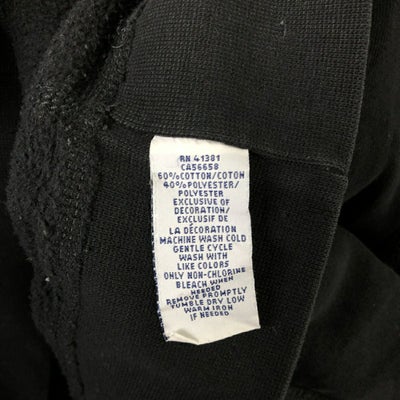 RN 41381
CA56658
60%COTTON/COTON
40%POLYESTER/
POLYESTER
EXCLUSIVE OF
DECORATION/
EXCLUSIF DE
LA DÉCORATION
MACHINE WASH COLD
GENTLE CYCLE
WASH WITH
LIKE COLORS
ONLY NON-CHLORINE
BLEACH WHEN
NEEDED
REMOVE PROMPTLY
TUMBLE DRY LOW
WARM IRON
IF NEEDED